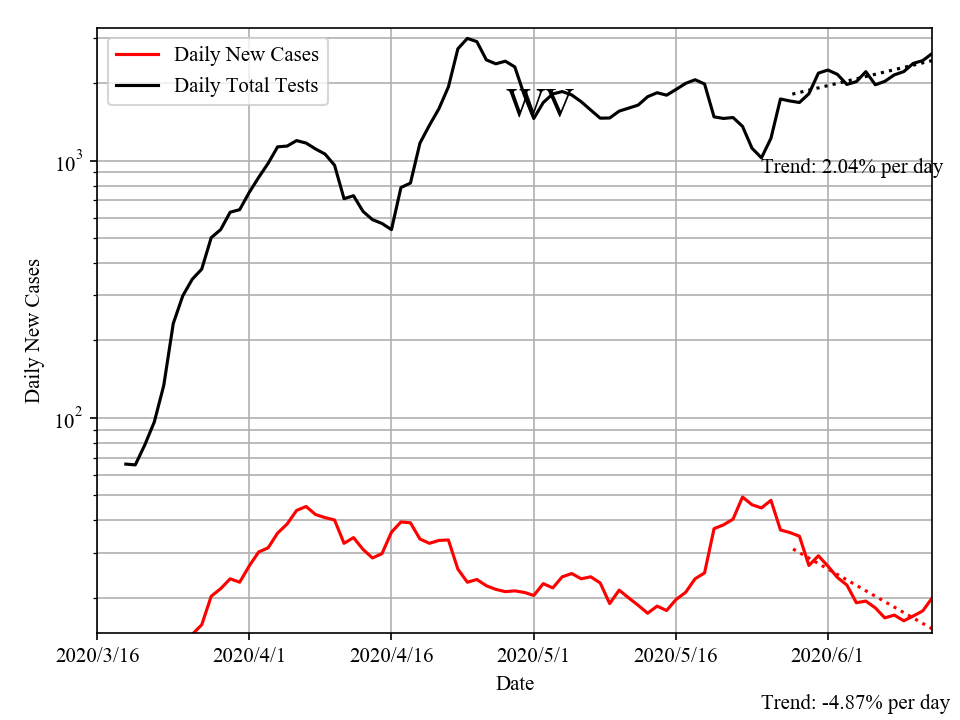 Daily New Cases
Daily Total Tests
WV
10^3
Trend: 2.04% per day
Daily New Cases
10^2
2020/3/16 2020/4/1 2020/4/16 2020/5/1 2020/5/16 2020/6/1
Date
Trend: -4.87% per day